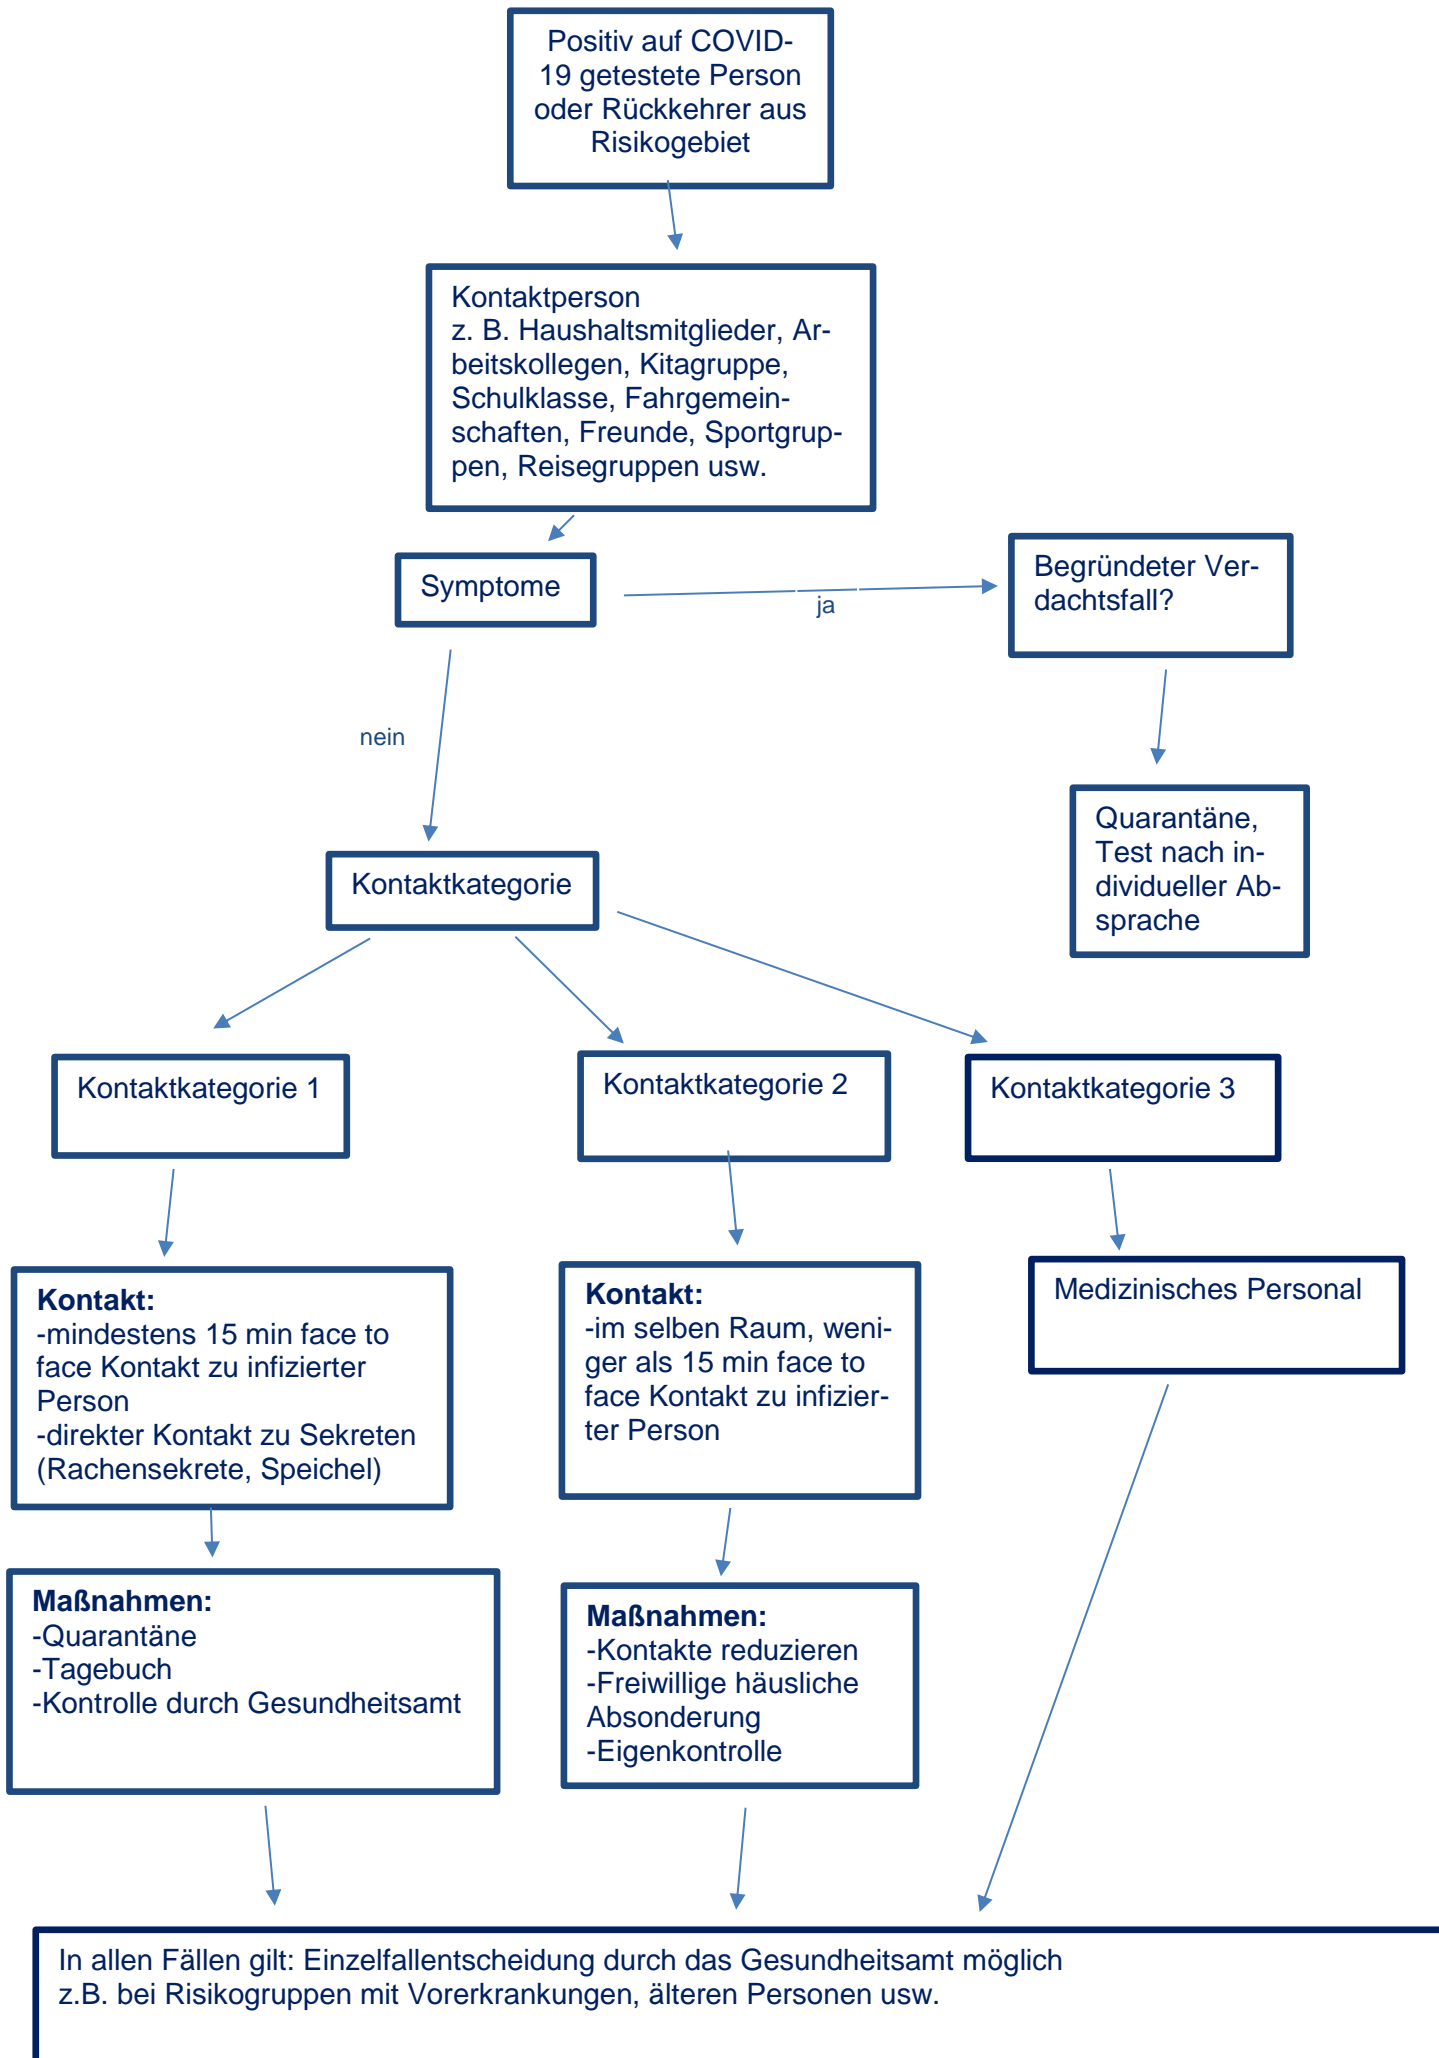 Positiv auf COVID-
19 getestete Person
oder Rückkehrer aus
Risikogebiet
Kontaktperson
z. B. Haushaltsmitglieder, Ar-
beitskollegen, Kitagruppe,
Schulklasse, Fahrgemein-
schaften, Freunde, Sportgrup-
pen, Reisegruppen usw.
Symptome
ja
Begründeter Ver-
dachtsfall?
nein
Quarantäne,
Test nach in-
dividueller Ab-
sprache
Kontaktkategorie
Kontaktkategorie 1
Kontaktkategorie 2
Kontaktkategorie 3
Kontakt:
-mindestens 15 min face to
face Kontakt zu infizierter
Person
-direkter Kontakt zu Sekreten
(Rachensekrete, Speichel)
Kontakt:
-im selben Raum, weni-
ger als 15 min face to
face Kontakt zu infizier-
ter Person
Medizinisches Personal
Maßnahmen:
-Quarantäne
-Tagebuch
-Kontrolle durch Gesundheitsamt
Maßnahmen:
-Kontakte reduzieren
-Freiwillige häusliche
Absonderung
-Eigenkontrolle
In allen Fällen gilt: Einzelfallentscheidung durch das Gesundheitsamt möglich
z.B. bei Risikogruppen mit Vorerkrankungen, älteren Personen usw.